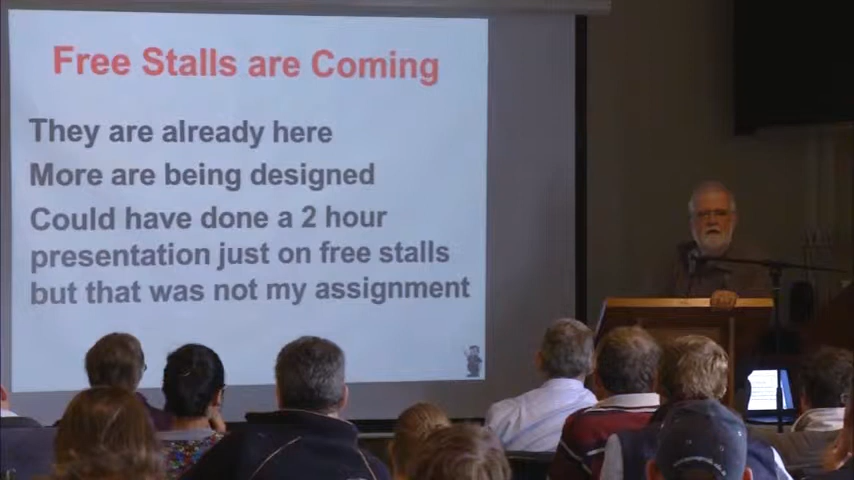 Free Stalls are Coming
They are already here
More are being designed
Could have done a 2 hour
presentation just on free stalls
but that was not my assignment